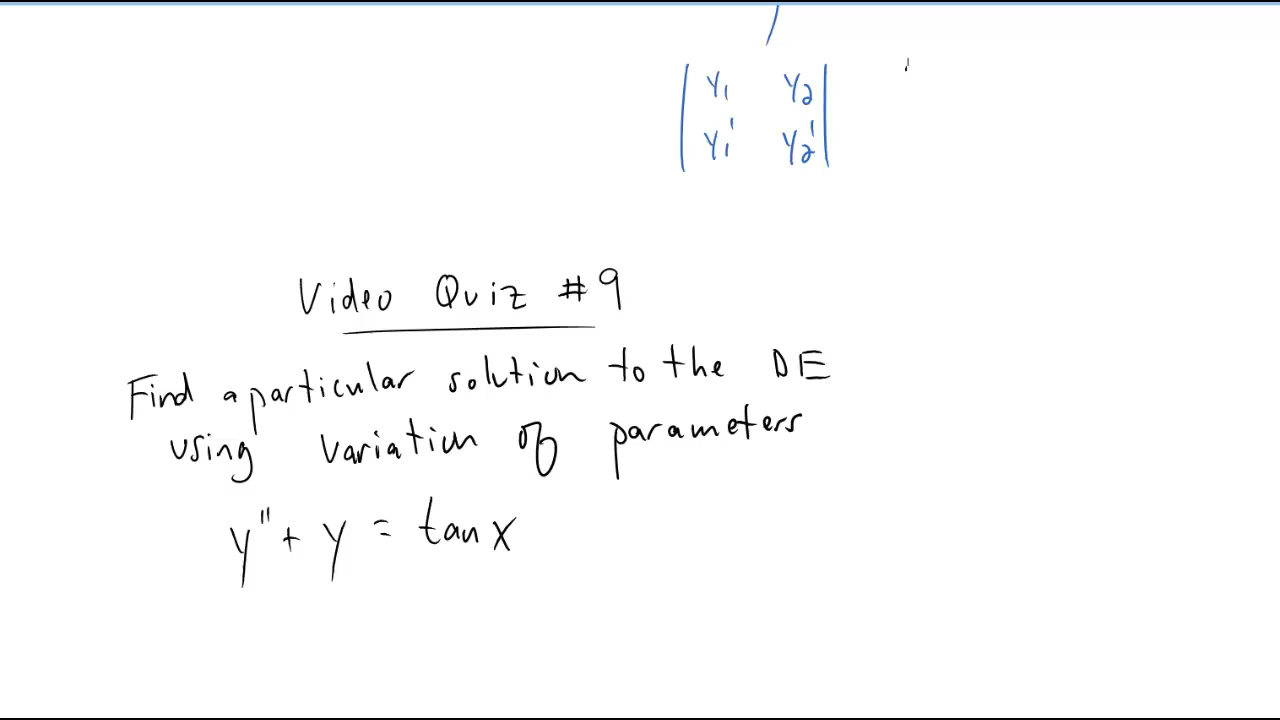 | y₁ y₂ |
| y₁' y₂' |
Video Quiz #9
Find a particular solution to the DE
using variation of parameters
y" + y = tan x